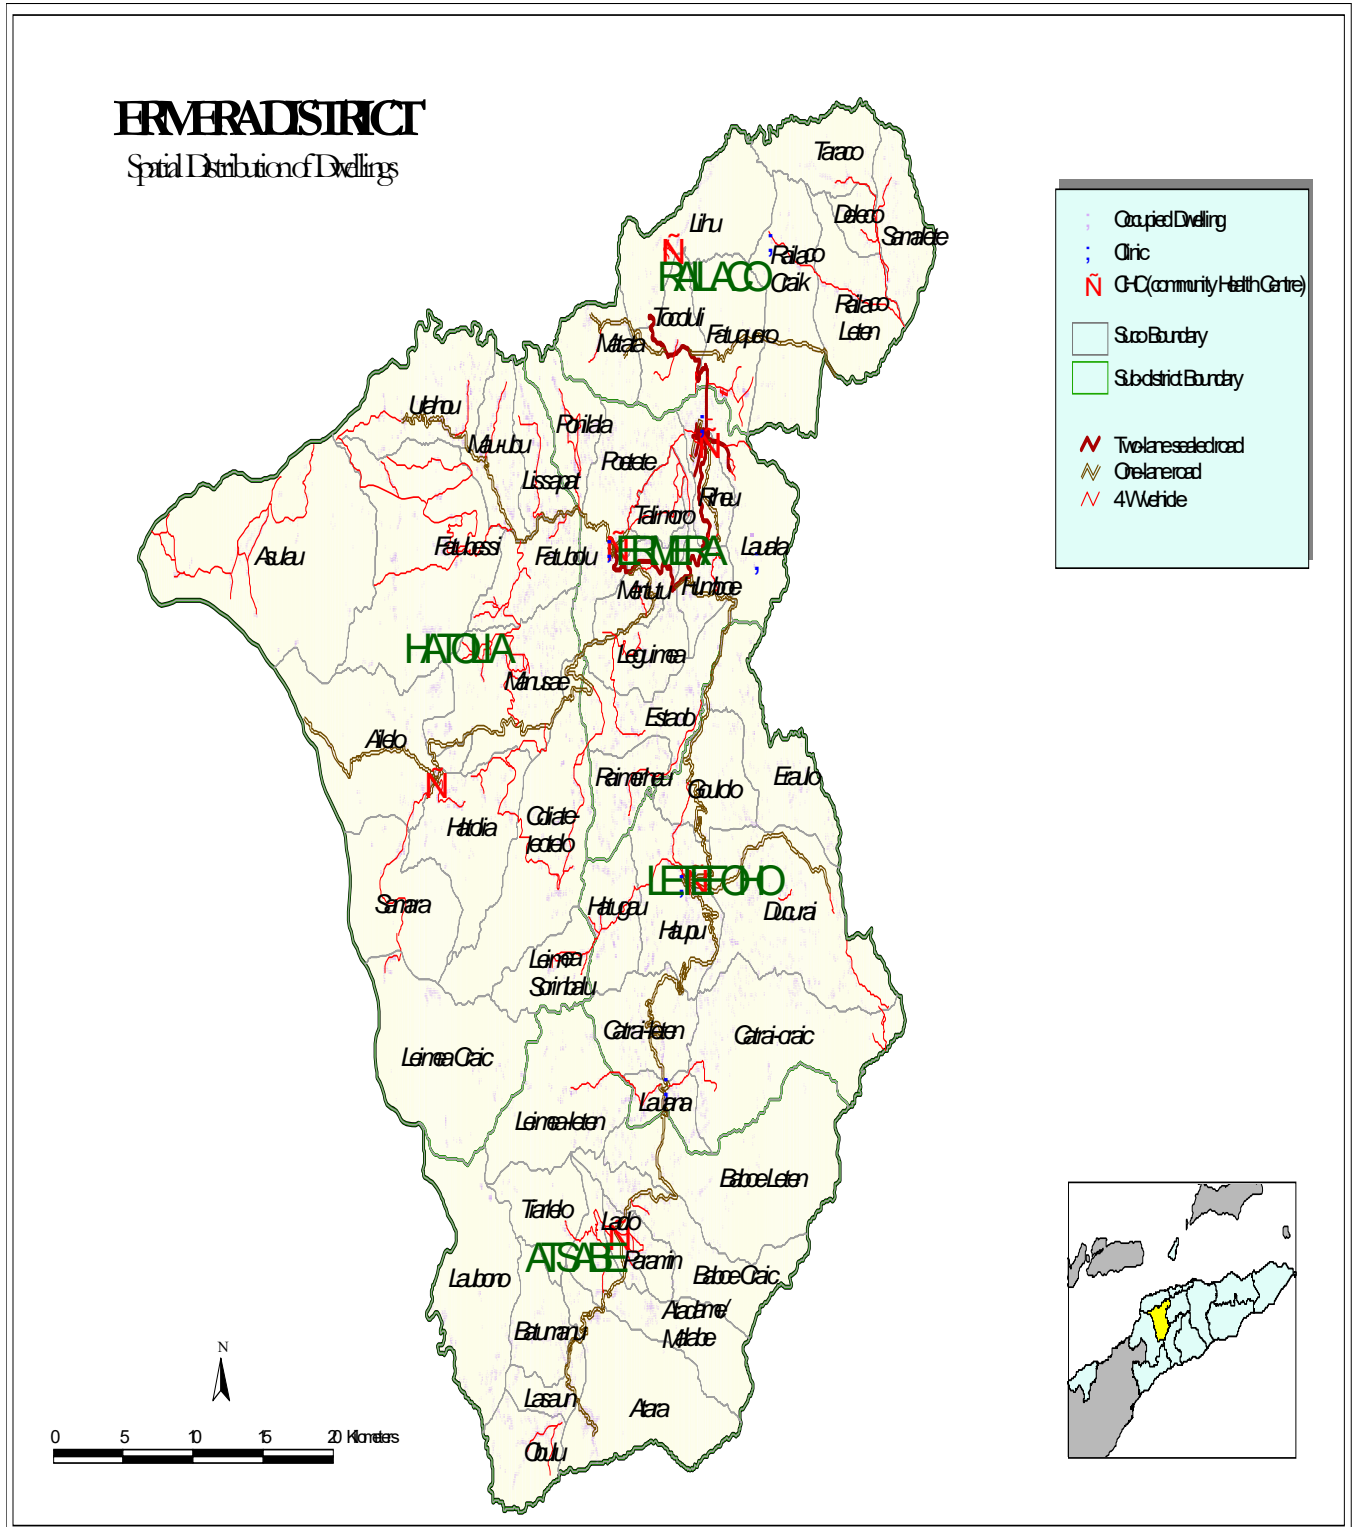 ERMERA DISTRICT
Spatial Distribution of Dwellings
Taraco
Deleco
Samalete
Lihu
Ñ
RAILACO
Railaco
Craik
Railaco
Leten
Tocoluli
Fatuquero
Matata
; Occupied Dwelling
; Clinic
Ñ CHC (community Health Centre)
Suco Boundary
Sub-district Boundary
Two-lane sealed road
One-lane road
4W vehicle
Urahou
Mau-ubu
Ponilala
Poetete
Lissapat
Riheu
Talimoro
Asulau
Fatubessi
Fatubolu
Ñ
ERMERA
Lauala
Mertutu
Humboe
HATOLIA
Leguimea
Manusae
Estado
Ailelo
Raimerheu
Goulolo
Eraulo
Ñ
Hatolia
Coliate-
leotelo
LETEFOHO
Ñ
Samara
Hatugau
Ducurai
Haupu
Leimea
Sorinbalu
Catrai-leten
Catrai-craic
Leimea Craic
Lauana
Leimea-leten
Baboe Leten
Tiarlelo
Laclo
Ñ
ATSABE
Paramin
Laubono
Baboe Craic
Atadame/
Malabe
Batumanu
Lasaun
Atara
Obulu
N
0 5 10 15 20 Kilometers